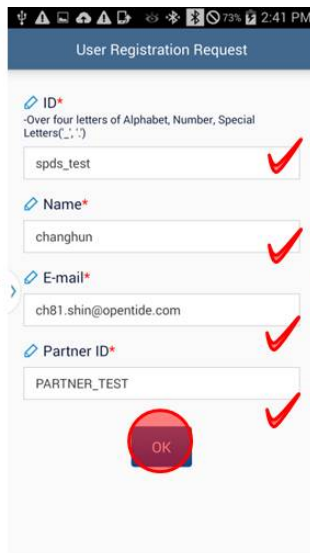 73% 2:41 PM
User Registration Request
ID*
-Over four letters of Alphabet, Number, Special
Letters('_', '.')
spds_test
Name*
changhun
E-mail*
ch81.shin@opentide.com
Partner ID*
PARTNER_TEST
OK